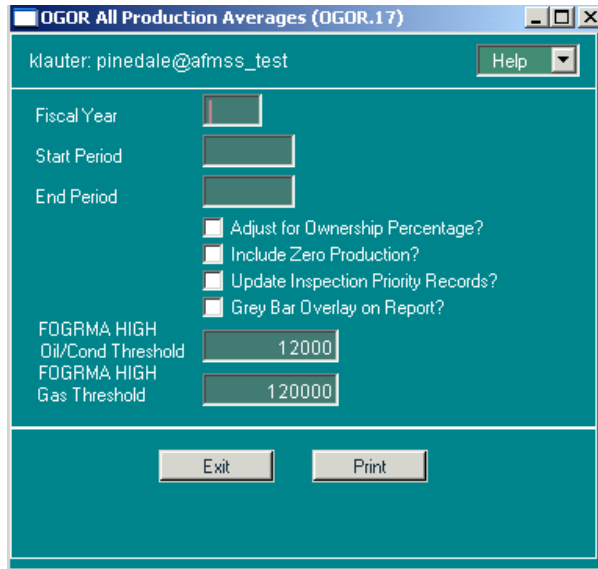 OGOR All Production Averages (OGOR.17)
klauter: pinedale@afmss_test
Help
Fiscal Year
Start Period
End Period
Adjust for Ownership Percentage?
Include Zero Production?
Update Inspection Priority Records?
Grey Bar Overlay on Report?
FOGRMA HIGH
Oil/Cond Threshold 12000
FOGRMA HIGH
Gas Threshold 120000
Exit Print